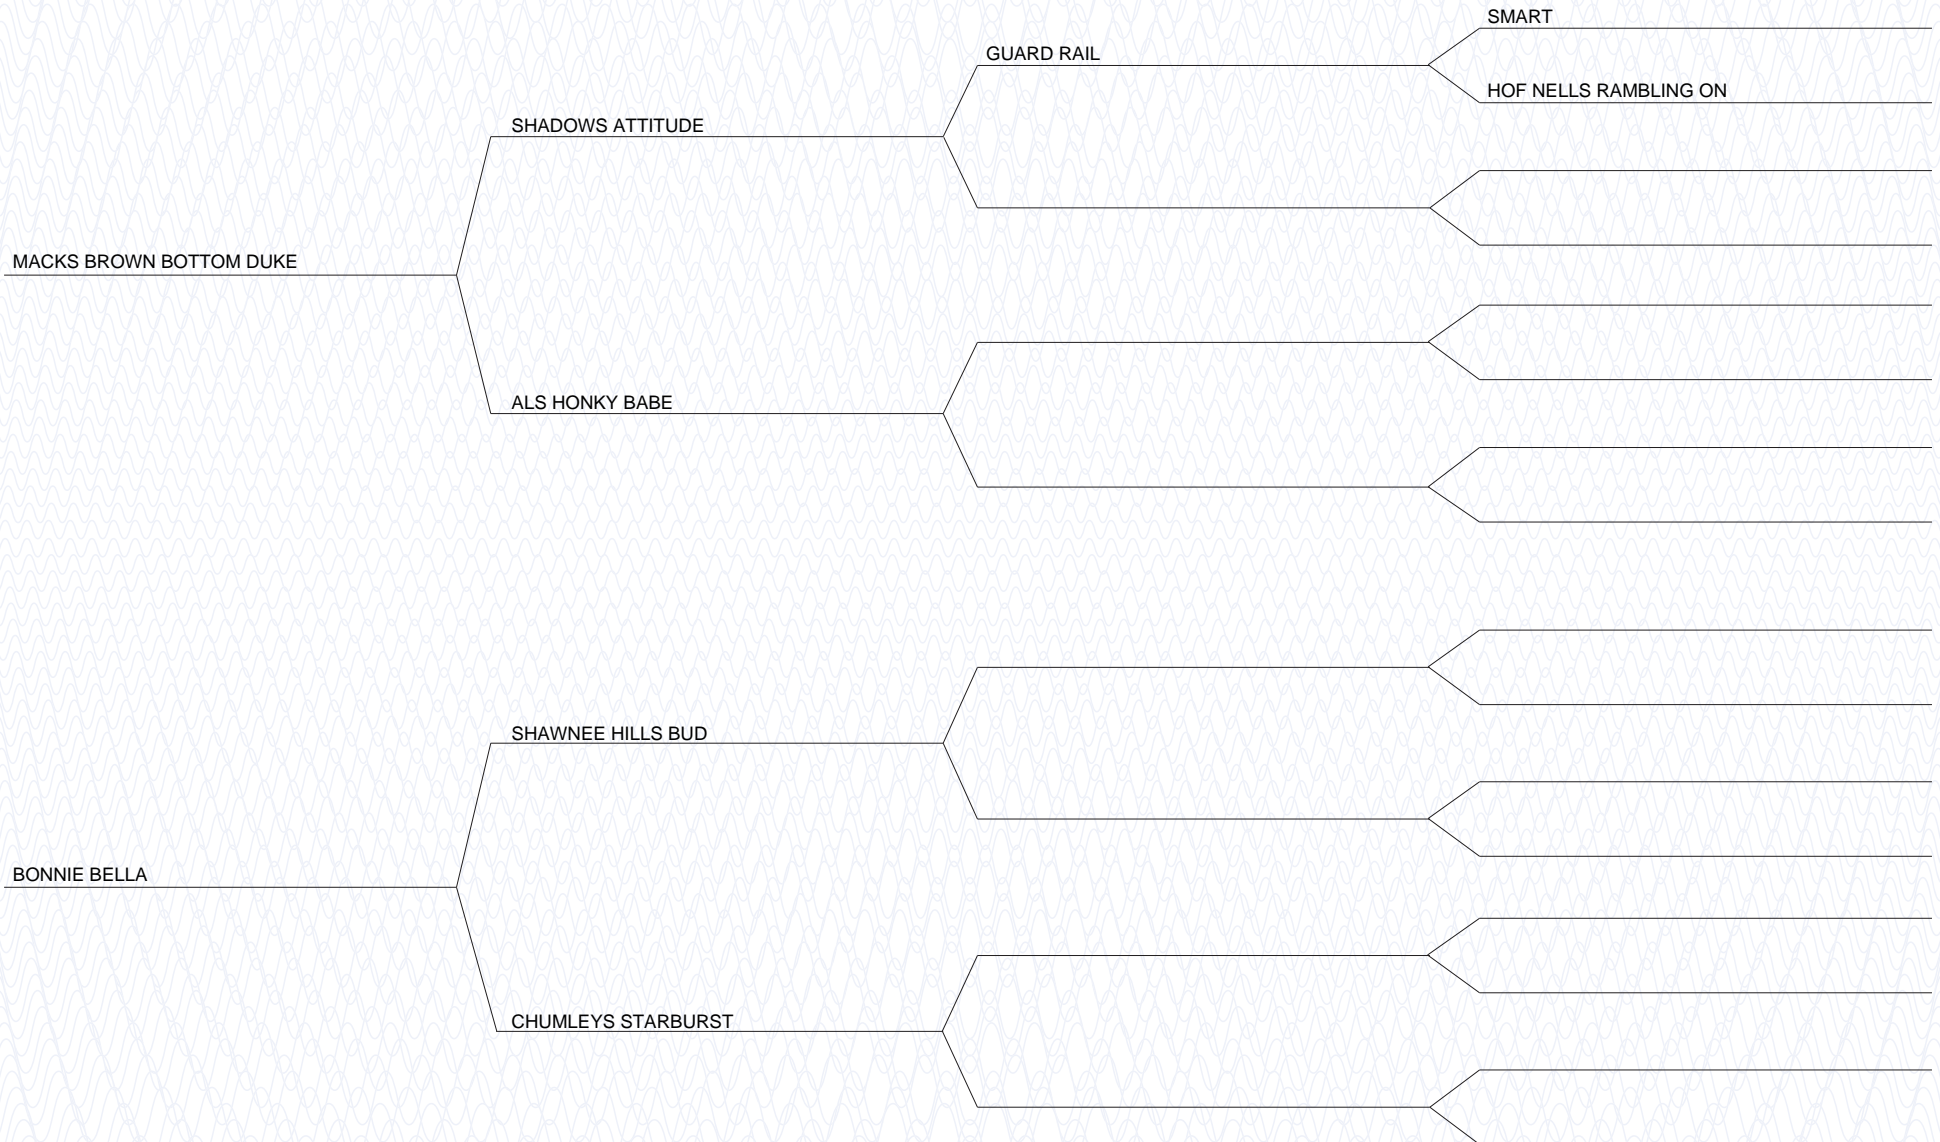 SMART
GUARD RAIL
HOF NELLS RAMBLING ON
SHADOWS ATTITUDE
MACKS BROWN BOTTOM DUKE
ALS HONKY BABE
SHAWNEE HILLS BUD
BONNIE BELLA
CHUMLEYS STARBURST